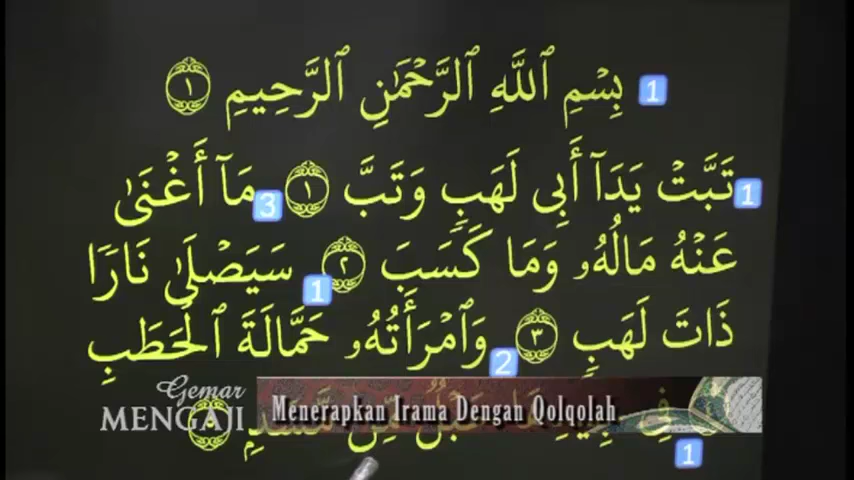 بِسْمِ ٱللَّهِ ٱلرَّحْمَٰنِ ٱلرَّحِيمِ ١
1
تَبَّتْ يَدَآ أَبِى لَهَبٍ وَتَبَّ ١ مَآ أَغْنَىٰ
1
3
عَنْهُ مَالُهُۥ وَمَا كَسَبَ ٢ سَيَصْلَىٰ نَارًا
1
ذَاتَ لَهَبٍ ٣ وَٱمْرَأَتُهُۥ حَمَّالَةَ ٱلْحَطَبِ
2
Gemar
MENGAJI
Menerapkan Irama Dengan Qolqolah
فِى مِّن مَّسَدٍ
1